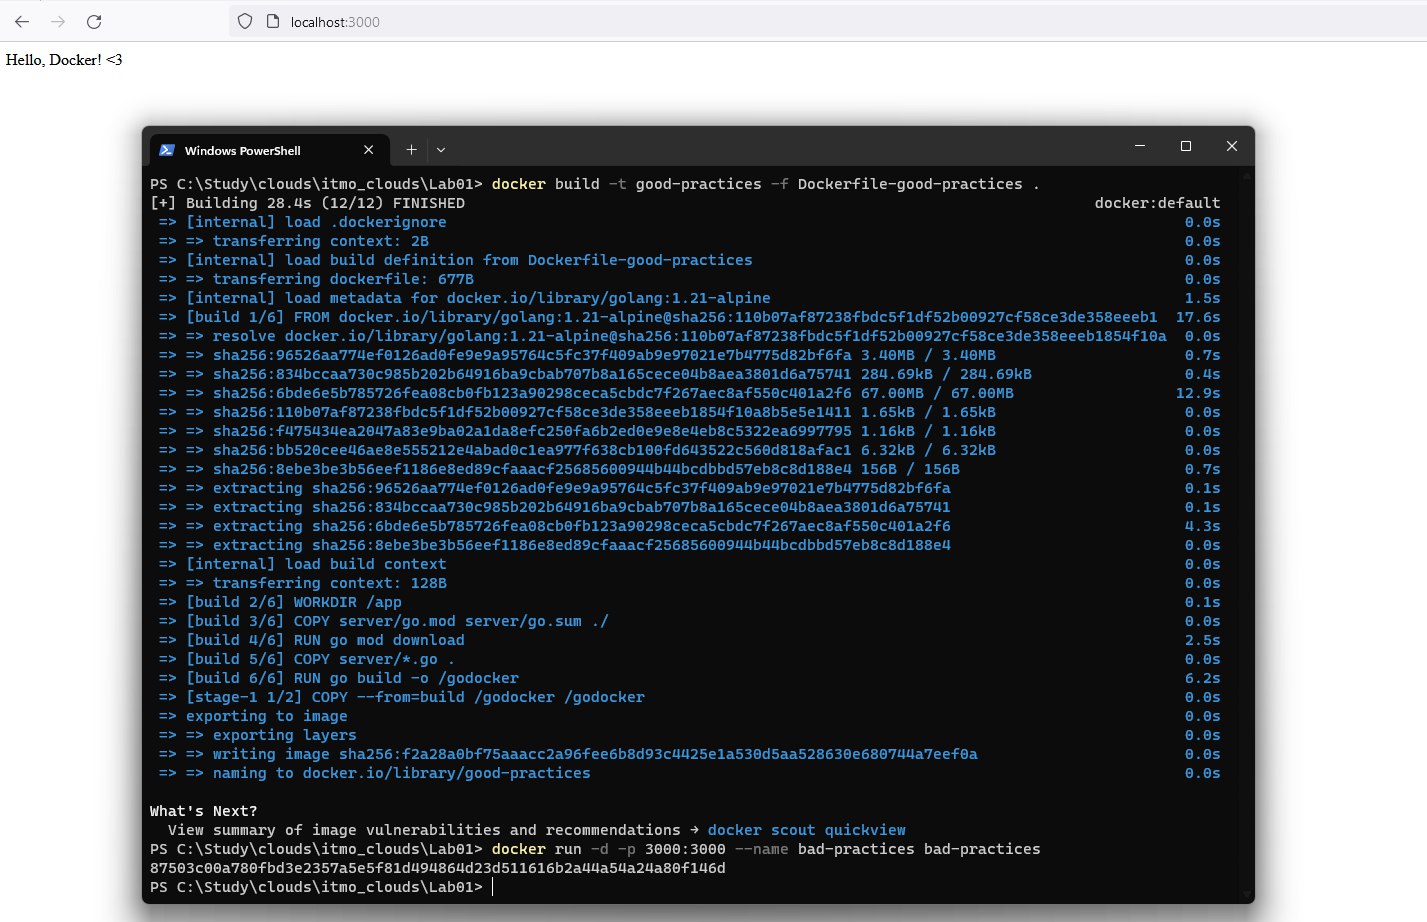 localhost:3000
Hello, Docker! <3
Windows PowerShell
PS C:\Study\clouds\itmo_clouds\Lab01> docker build -t good-practices -f Dockerfile-good-practices .
[+] Building 28.4s (12/12) FINISHED docker:default
=> [internal] load .dockerignore 0.0s
=> => transferring context: 2B 0.0s
=> [internal] load build definition from Dockerfile-good-practices 0.0s
=> => transferring dockerfile: 677B 0.0s
=> [internal] load metadata for docker.io/library/golang:1.21-alpine 1.5s
=> [build 1/6] FROM docker.io/library/golang:1.21-alpine@sha256:110b07af87238fbdc5f1df52b00927cf58ce3de358eeeb1 17.6s
=> => resolve docker.io/library/golang:1.21-alpine@sha256:110b07af87238fbdc5f1df52b00927cf58ce3de358eeeb1854f10a 0.0s
=> => sha256:96526aa774ef0126ad0fe9e9a95764c5fc37f409ab9e97021e7b4775d82bf6fa 3.40MB / 3.40MB 0.7s
=> => sha256:834bccaa730c985b202b64916ba9cbab707b8a165cece04b8aea3801d6a75741 284.69kB / 284.69kB 0.4s
=> => sha256:6bde6e5b785726fea08cb0fb123a90298ceca5cbdc7f267aec8af550c401a2f6 67.00MB / 67.00MB 12.9s
=> => sha256:110b07af87238fbdc5f1df52b00927cf58ce3de358eeeb1854f10a8b5e5e1411 1.65kB / 1.65kB 0.0s
=> => sha256:f475434ea2047a83e9ba02a1da8efc250fa6b2ed0e9e8e4eb8c5322ea6997795 1.16kB / 1.16kB 0.0s
=> => sha256:bb520cee46ae8e555212e4abad0c1ea977f638cb100fd643522c560d818afac1 6.32kB / 6.32kB 0.0s
=> => sha256:8ebe3be3b56eef1186e8ed89cfaaacf25685600944b44bcdbbd57eb8c8d188e4 156B / 156B 0.7s
=> => extracting sha256:96526aa774ef0126ad0fe9e9a95764c5fc37f409ab9e97021e7b4775d82bf6fa 0.1s
=> => extracting sha256:834bccaa730c985b202b64916ba9cbab707b8a165cece04b8aea3801d6a75741 0.1s
=> => extracting sha256:6bde6e5b785726fea08cb0fb123a90298ceca5cbdc7f267aec8af550c401a2f6 4.3s
=> => extracting sha256:8ebe3be3b56eef1186e8ed89cfaaacf25685600944b44bcdbbd57eb8c8d188e4 0.0s
=> [internal] load build context 0.0s
=> => transferring context: 128B 0.0s
=> [build 2/6] WORKDIR /app 0.1s
=> [build 3/6] COPY server/go.mod server/go.sum ./ 0.0s
=> [build 4/6] RUN go mod download 2.5s
=> [build 5/6] COPY server/*.go . 0.0s
=> [build 6/6] RUN go build -o /godocker 6.2s
=> [stage-1 1/2] COPY --from=build /godocker /godocker 0.0s
=> exporting to image 0.0s
=> => exporting layers 0.0s
=> => writing image sha256:f2a28a0bf75aaacc2a96fee6b8d93c4425e1a530d5aa528630e680744a7eef0a 0.0s
=> => naming to docker.io/library/good-practices 0.0s
What's Next?
View summary of image vulnerabilities and recommendations → docker scout quickview
PS C:\Study\clouds\itmo_clouds\Lab01> docker run -d -p 3000:3000 --name bad-practices bad-practices
87503c00a780fbd3e2357a5e5f81d494864d23d511616b2a44a54a24a80f146d
PS C:\Study\clouds\itmo_clouds\Lab01>